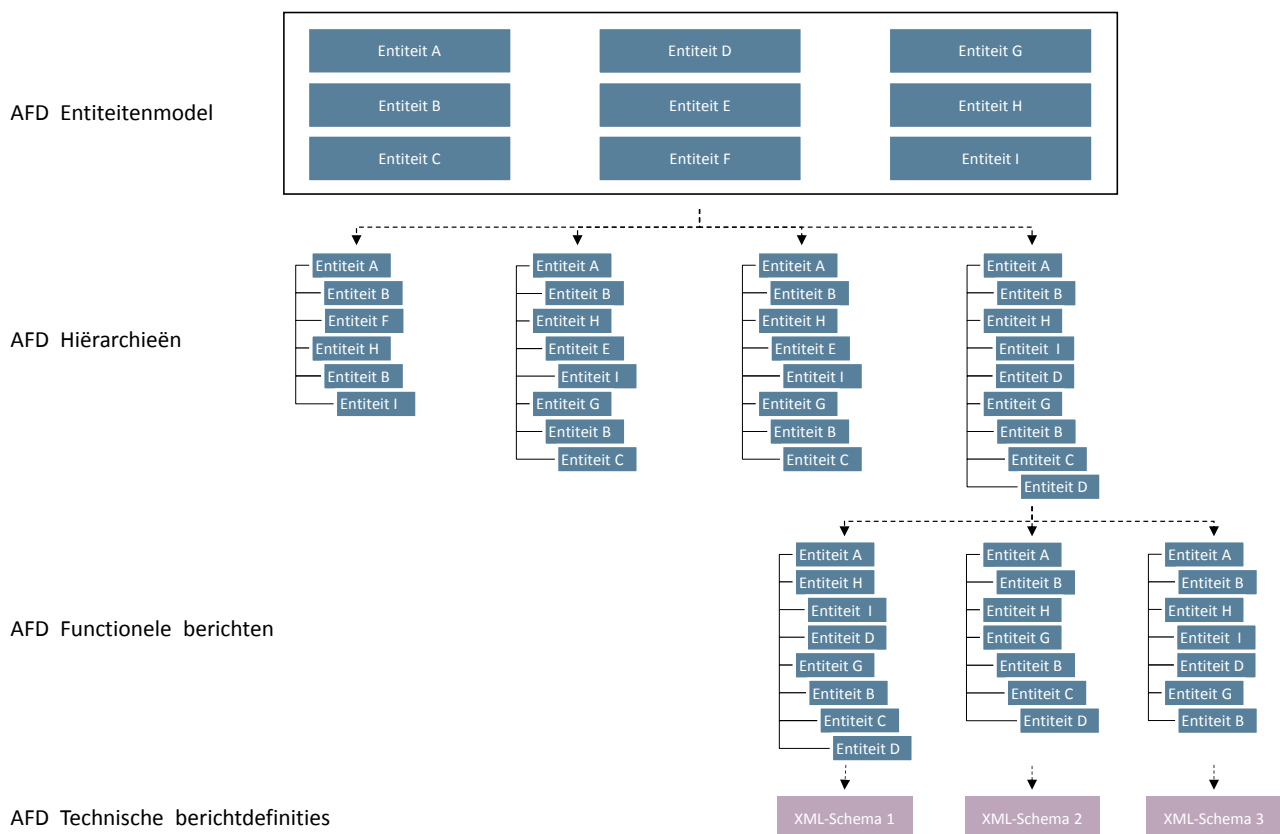 Entiteit A
Entiteit D
Entiteit G
AFD Entiteitenmodel
Entiteit B
Entiteit E
Entiteit H
Entiteit C
Entiteit F
Entiteit I
AFD Hiërarchieën
Entiteit A
Entiteit B
Entiteit F
Entiteit H
Entiteit B
Entiteit I
Entiteit A
Entiteit B
Entiteit H
Entiteit E
Entiteit I
Entiteit G
Entiteit B
Entiteit C
Entiteit A
Entiteit B
Entiteit H
Entiteit E
Entiteit I
Entiteit G
Entiteit B
Entiteit C
Entiteit A
Entiteit B
Entiteit H
Entiteit I
Entiteit D
Entiteit G
Entiteit B
Entiteit C
Entiteit D
AFD Functionele berichten
Entiteit A
Entiteit H
Entiteit I
Entiteit D
Entiteit G
Entiteit B
Entiteit C
Entiteit D
Entiteit A
Entiteit B
Entiteit H
Entiteit G
Entiteit B
Entiteit C
Entiteit D
Entiteit A
Entiteit B
Entiteit H
Entiteit I
Entiteit D
Entiteit G
Entiteit B
AFD Technische berichtdefinities
XML-Schema 1
XML-Schema 2
XML-Schema 3